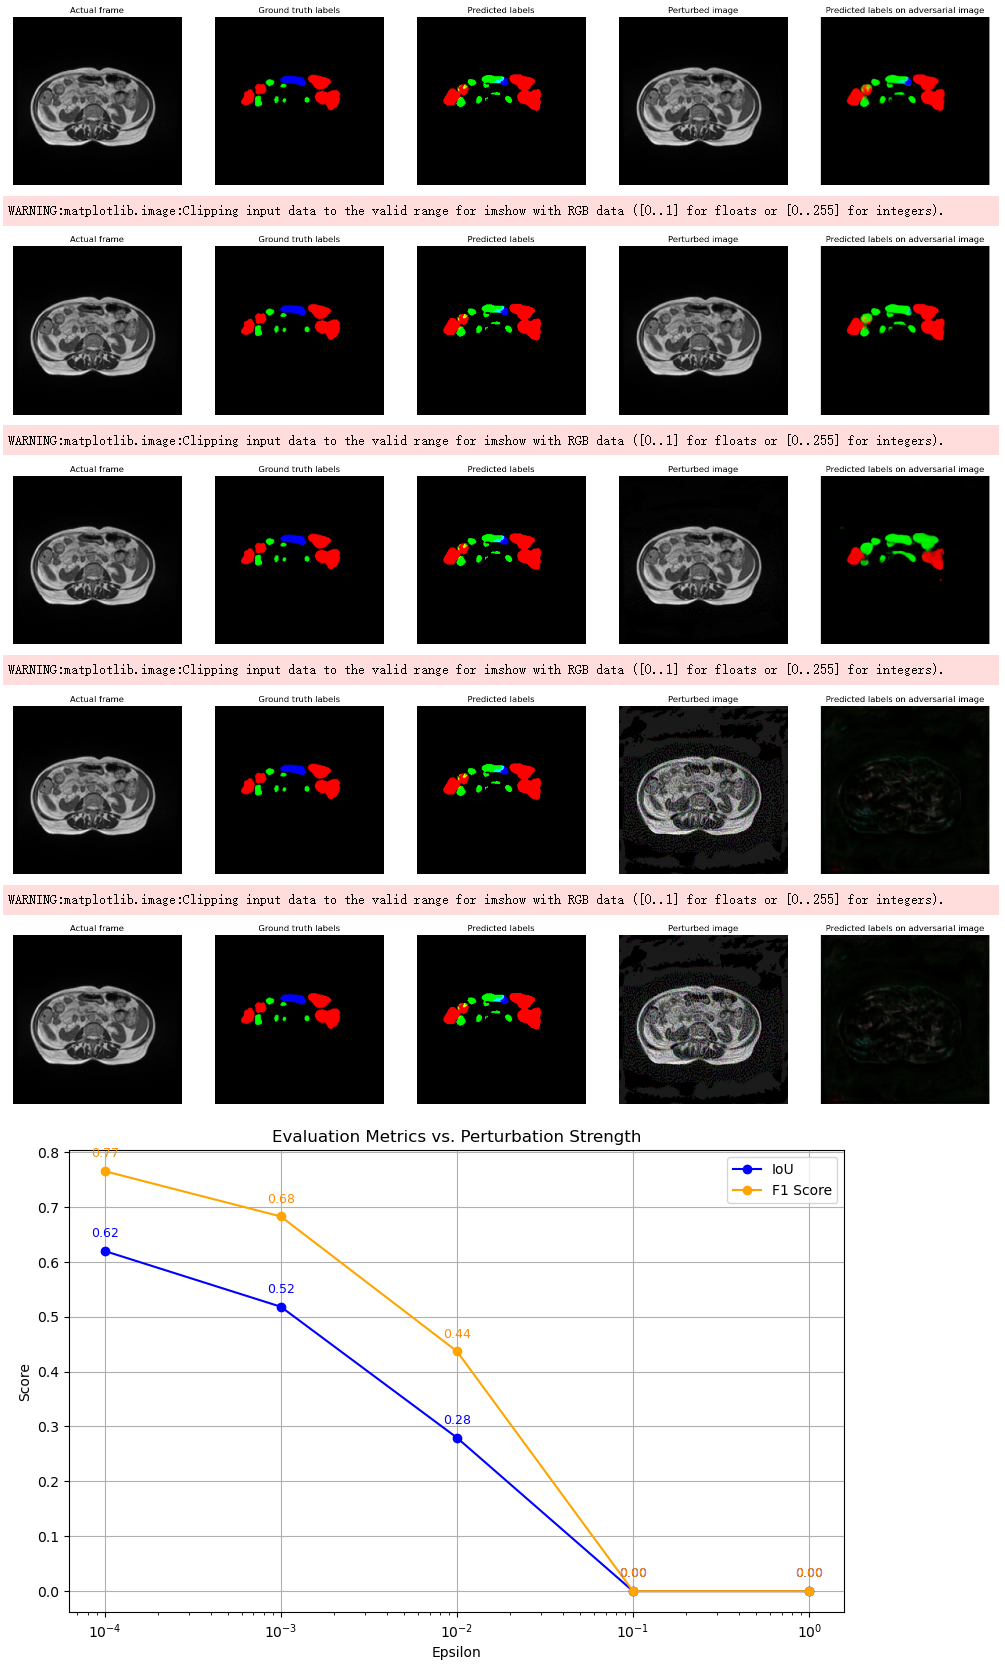 Actual frame Ground truth labels Predicted labels Perturbed image Predicted labels on adversarial image
WARNING:matplotlib.image:Clipping input data to the valid range for imshow with RGB data ([0..1] for floats or [0..255] for integers).
Actual frame Ground truth labels Predicted labels Perturbed image Predicted labels on adversarial image
WARNING:matplotlib.image:Clipping input data to the valid range for imshow with RGB data ([0..1] for floats or [0..255] for integers).
Actual frame Ground truth labels Predicted labels Perturbed image Predicted labels on adversarial image
WARNING:matplotlib.image:Clipping input data to the valid range for imshow with RGB data ([0..1] for floats or [0..255] for integers).
Actual frame Ground truth labels Predicted labels Perturbed image Predicted labels on adversarial image
WARNING:matplotlib.image:Clipping input data to the valid range for imshow with RGB data ([0..1] for floats or [0..255] for integers).
Actual frame Ground truth labels Predicted labels Perturbed image Predicted labels on adversarial image
Evaluation Metrics vs. Perturbation Strength
IoU
F1 Score
0.77
0.68
0.62
0.52
0.44
0.28
0.00 0.00
0.8
0.7
0.6
0.5
0.4
0.3
0.2
0.1
0.0
Score
10⁻⁴ 10⁻³ 10⁻² 10⁻¹ 10⁰
Epsilon